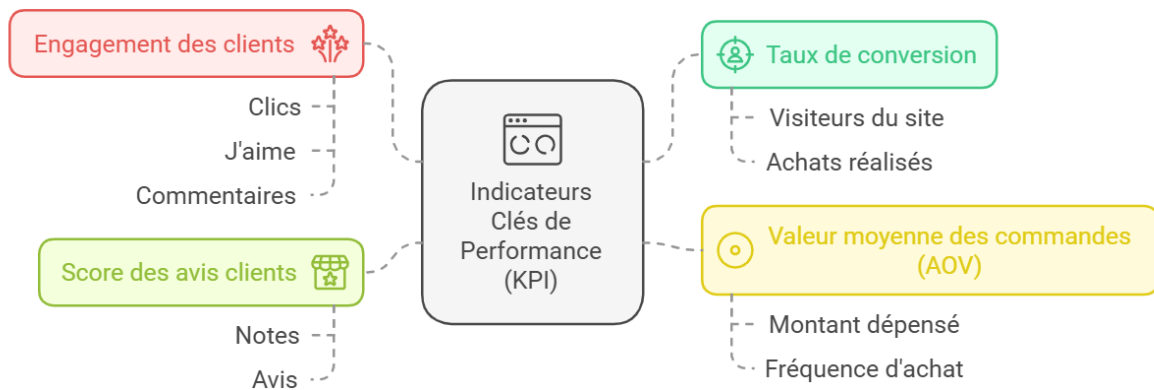 Engagement des clients
Clics
J'aime
Commentaires
Score des avis clients
Notes
Avis
Indicateurs
Clés de
Performance
(KPI)
Taux de conversion
Visiteurs du site
Achats réalisés
Valeur moyenne des commandes
(AOV)
Montant dépensé
Fréquence d'achat